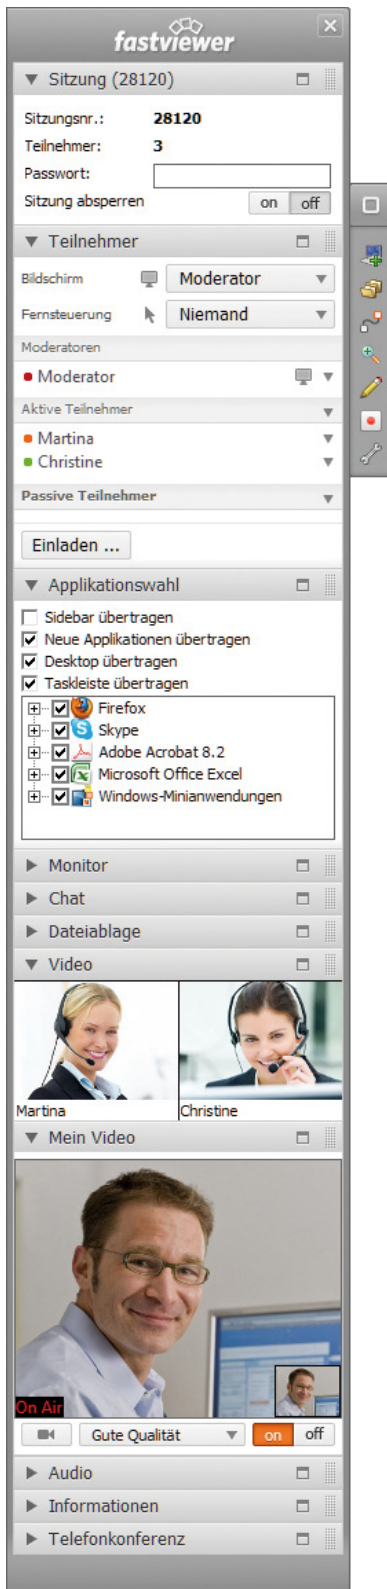 fastviewer
Sitzung (28120)
Sitzungsnr.: 28120
Teilnehmer: 3
Passwort:
Sitzung absperren on off
Teilnehmer
Bildschirm Moderator
Fernsteuerung Niemand
Moderatoren
Moderator
Aktive Teilnehmer
Martina
Christine
Passive Teilnehmer
Einladen ...
Applikationswahl
Sidebar übertragen
Neue Applikationen übertragen
Desktop übertragen
Taskleiste übertragen
Firefox
Skype
Adobe Acrobat 8.2
Microsoft Office Excel
Windows-Minianwendungen
Monitor
Chat
Dateiablage
Video
Martina Christine
Mein Video
On Air
Gute Qualität on off
Audio
Informationen
Telefonkonferenz